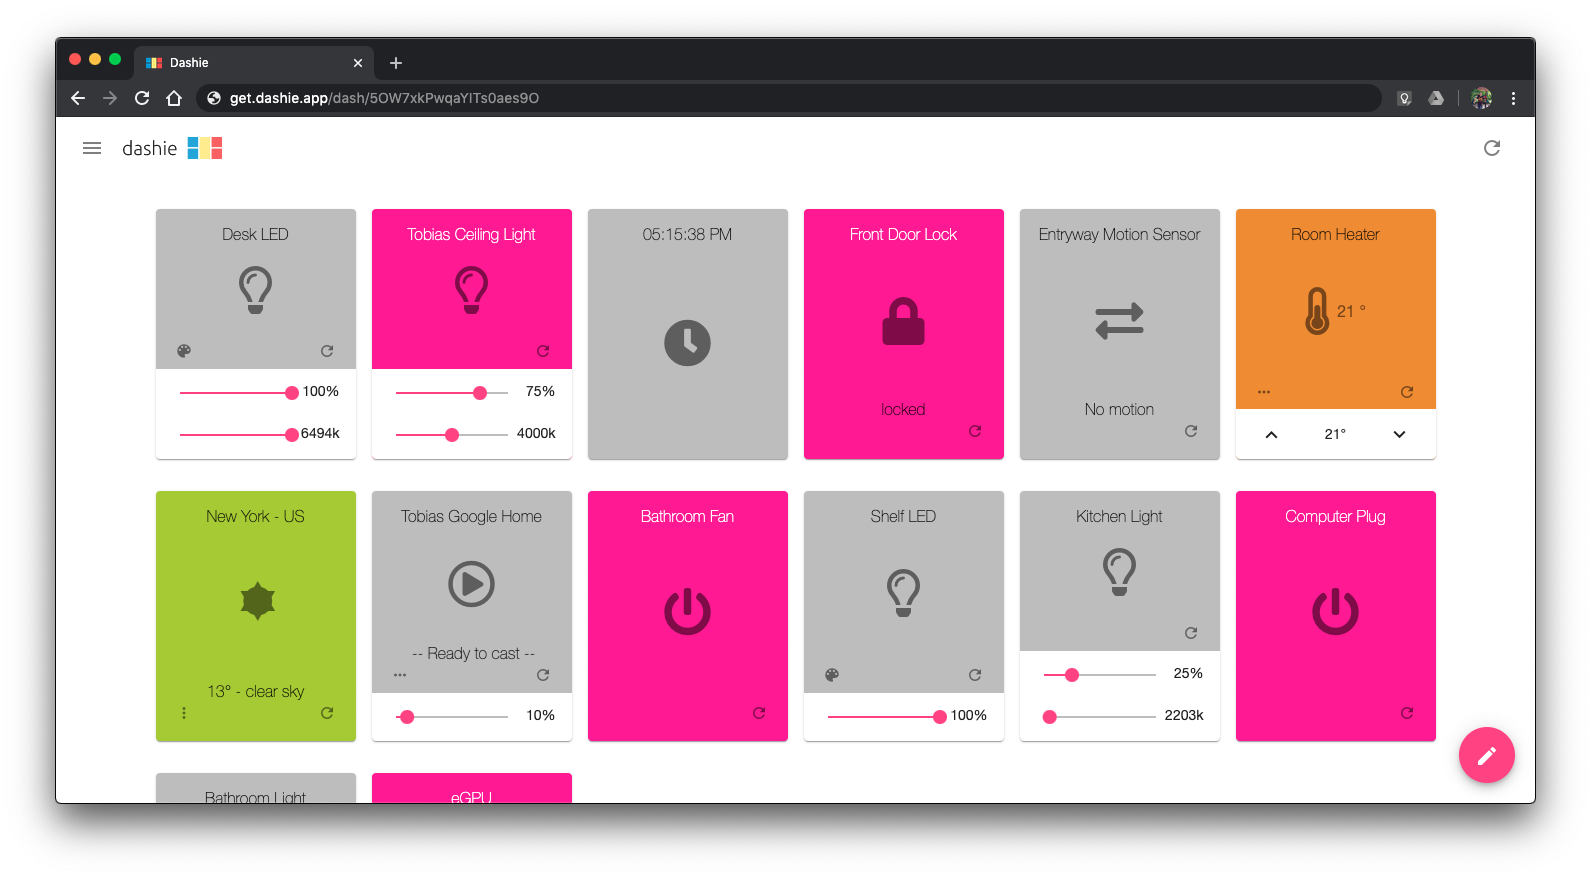 Dashie
get.dashie.app/dash/5OW7xkPwqaYlTs0aes9O
dashie
Desk LED
100%
6494k
Tobias Ceiling Light
75%
4000k
05:15:38 PM
Front Door Lock
locked
Entryway Motion Sensor
No motion
Room Heater
21 °
21°
New York - US
13° - clear sky
Tobias Google Home
-- Ready to cast --
10%
Bathroom Fan
Shelf LED
100%
Kitchen Light
25%
2203k
Computer Plug
Bathroom Light
eGPU